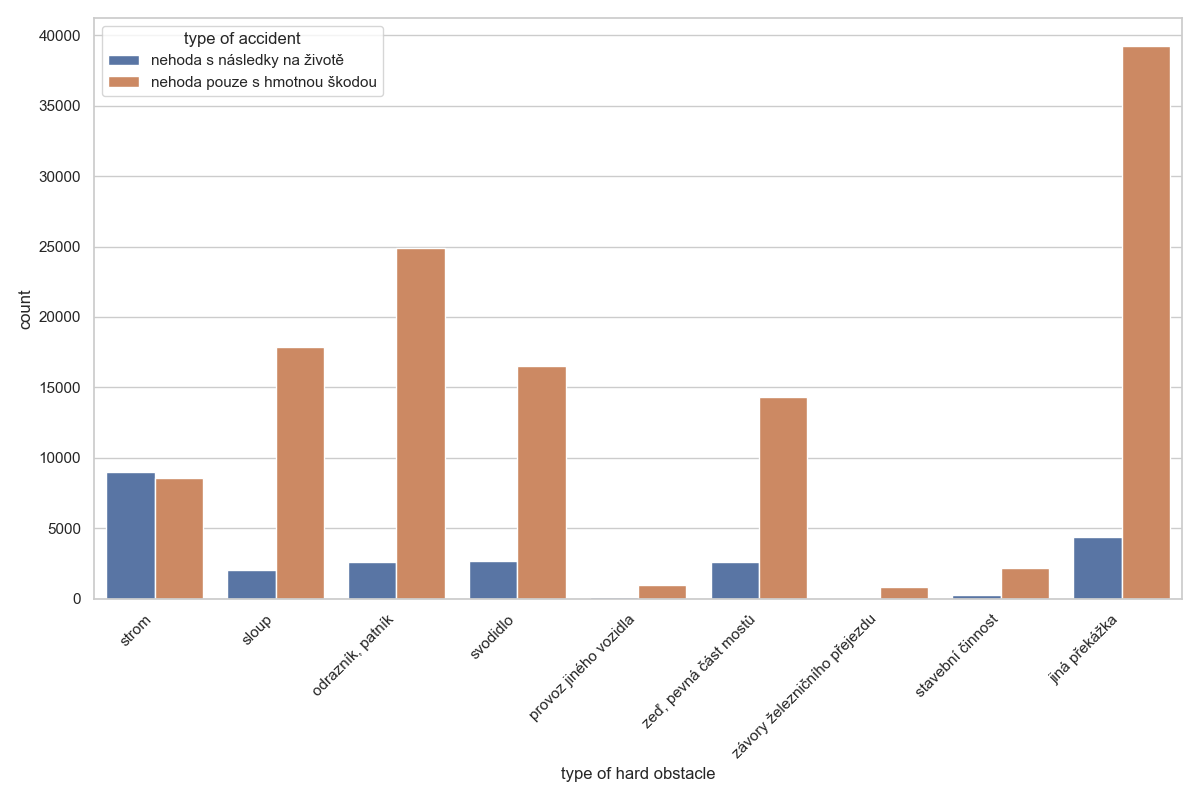 type of accident
nehoda s následky na životě
nehoda pouze s hmotnou škodou
40000
35000
30000
25000
20000
15000
10000
5000
0
count
strom
sloup
odrazník, patník
svodidlo
provoz jiného vozidla
zeď, pevná část mostů
závory železničního přejezdu
stavební činnost
jiná překážka
type of hard obstacle